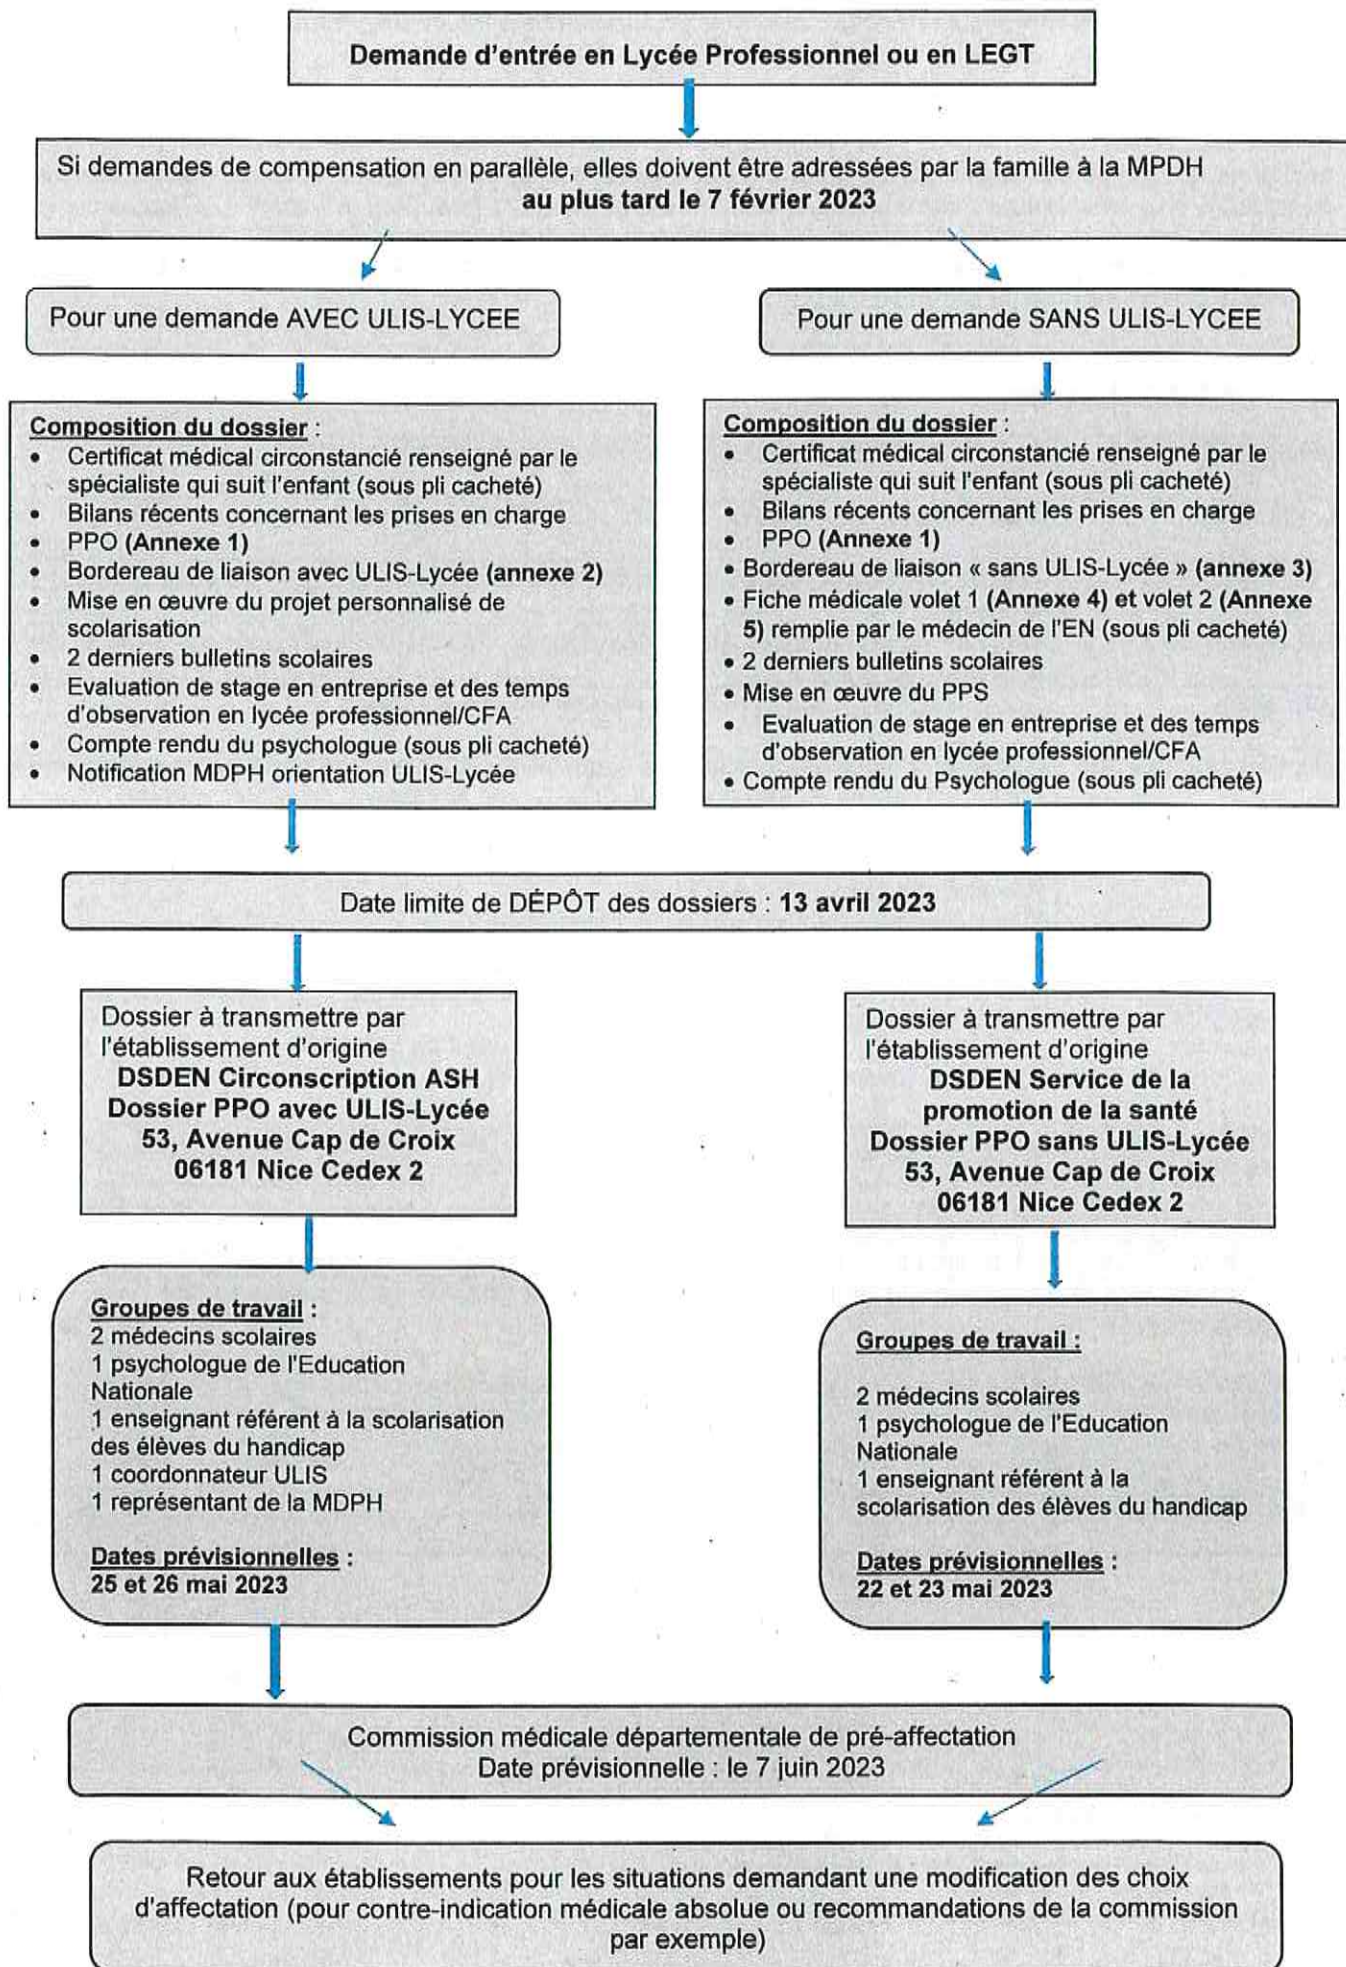 Demande d'entrée en Lycée Professionnel ou en LEGT
Si demandes de compensation en parallèle, elles doivent être adressées par la famille à la MPDH
au plus tard le 7 février 2023
Pour une demande AVEC ULIS-LYCEE
Composition du dossier :
• Certificat médical circonstancié renseigné par le
spécialiste qui suit l'enfant (sous pli cacheté)
• Bilans récents concernant les prises en charge
• PPO (Annexe 1)
• Bordereau de liaison avec ULIS-Lycée (annexe 2)
• Mise en œuvre du projet personnalisé de
scolarisation
• 2 derniers bulletins scolaires
• Evaluation de stage en entreprise et des temps
d'observation en lycée professionnel/CFA
• Compte rendu du psychologue (sous pli cacheté)
• Notification MDPH orientation ULIS-Lycée
Pour une demande SANS ULIS-LYCEE
Composition du dossier :
• Certificat médical circonstancié renseigné par le
spécialiste qui suit l'enfant (sous pli cacheté)
• Bilans récents concernant les prises en charge
• PPO (Annexe 1)
• Bordereau de liaison « sans ULIS-Lycée » (annexe 3)
• Fiche médicale volet 1 (Annexe 4) et volet 2 (Annexe
5) remplie par le médecin de l'EN (sous pli cacheté)
• 2 derniers bulletins scolaires
• Mise en œuvre du PPS
• Evaluation de stage en entreprise et des temps
d'observation en lycée professionnel/CFA
• Compte rendu du Psychologue (sous pli cacheté)
Date limite de DÉPÔT des dossiers : 13 avril 2023
Dossier à transmettre par
l'établissement d'origine
DSDEN Circonscription ASH
Dossier PPO avec ULIS-Lycée
53, Avenue Cap de Croix
06181 Nice Cedex 2
Dossier à transmettre par
l'établissement d'origine
DSDEN Service de la
promotion de la santé
Dossier PPO sans ULIS-Lycée
53, Avenue Cap de Croix
06181 Nice Cedex 2
Groupes de travail :
2 médecins scolaires
1 psychologue de l'Education
Nationale
1 enseignant référent à la scolarisation
des élèves du handicap
1 coordonnateur ULIS
1 représentant de la MDPH
Dates prévisionnelles :
25 et 26 mai 2023
Groupes de travail :
2 médecins scolaires
1 psychologue de l'Education
Nationale
1 enseignant référent à la
scolarisation des élèves du handicap
Dates prévisionnelles :
22 et 23 mai 2023
Commission médicale départementale de pré-affectation
Date prévisionnelle : le 7 juin 2023
Retour aux établissements pour les situations demandant une modification des choix
d'affectation (pour contre-indication médicale absolue ou recommandations de la commission
par exemple)